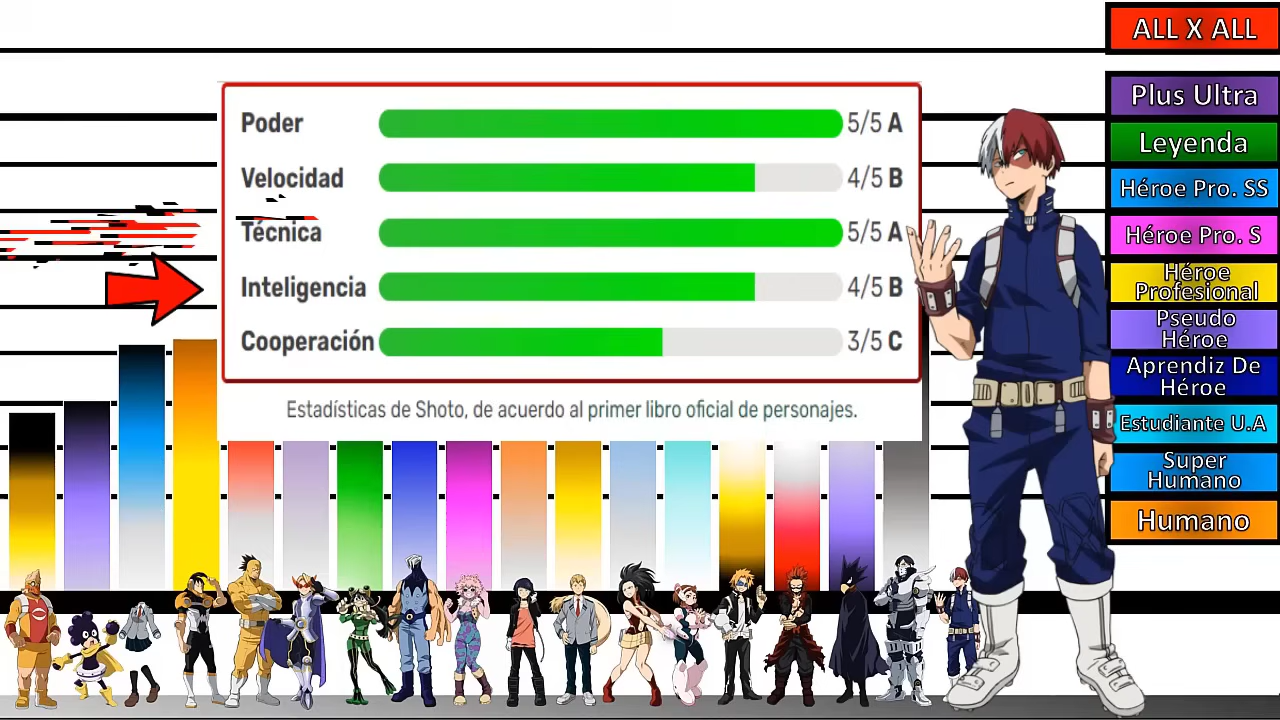 Poder 5/5 A
Velocidad 4/5 B
Técnica 5/5 A
Inteligencia 4/5 B
Cooperación 3/5 C
Estadísticas de Shoto, de acuerdo al primer libro oficial de personajes.
ALL X ALL
Plus Ultra
Leyenda
Héroe Pro. SS
Héroe Pro. S
Héroe
Profesional
Pseudo
Héroe
Aprendiz De
Héroe
Estudiante U.A
Super
Humano
Humano